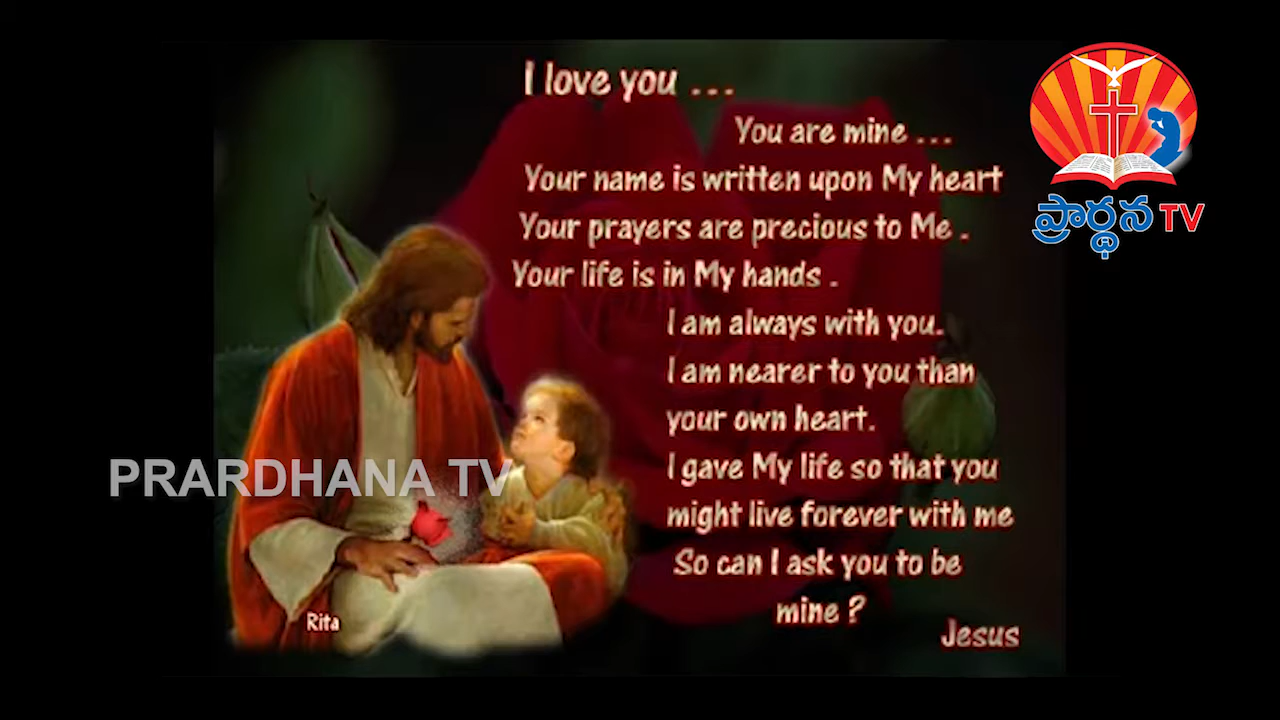 I love you ...
You are mine ...
Your name is written upon My heart
Your prayers are precious to Me .
Your life is in My hands .
I am always with you.
I am nearer to you than
your own heart.
I gave My life so that you
might live forever with me
So can I ask you to be
mine ?
Jesus
Rita
PRARDHANA TV
ప్రార్థన TV